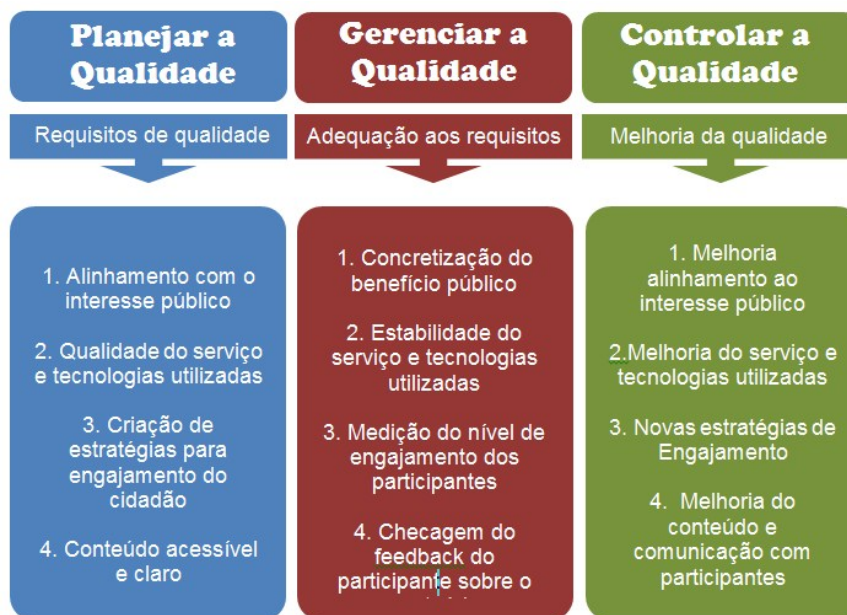 Planejar a
Qualidade
Requisitos de qualidade
1. Alinhamento com o
interesse público
2. Qualidade do serviço
e tecnologias utilizadas
3. Criação de
estratégias para
engajamento do
cidadão
4. Conteúdo acessível
e claro
Gerenciar a
Qualidade
Adequação aos requisitos
1. Concretização do
benefício público
2. Estabilidade do
serviço e tecnologias
utilizadas
3. Medição do nível de
engajamento dos
participantes
4. Checagem do
feedback do
participante sobre o
Controlar a
Qualidade
Melhoria da qualidade
1. Melhoria
alinhamento ao
interesse público
2.Melhoria do serviço e
tecnologias utilizadas
3. Novas estratégias de
Engajamento
4. Melhoria do
conteúdo e
comunicação com
participantes